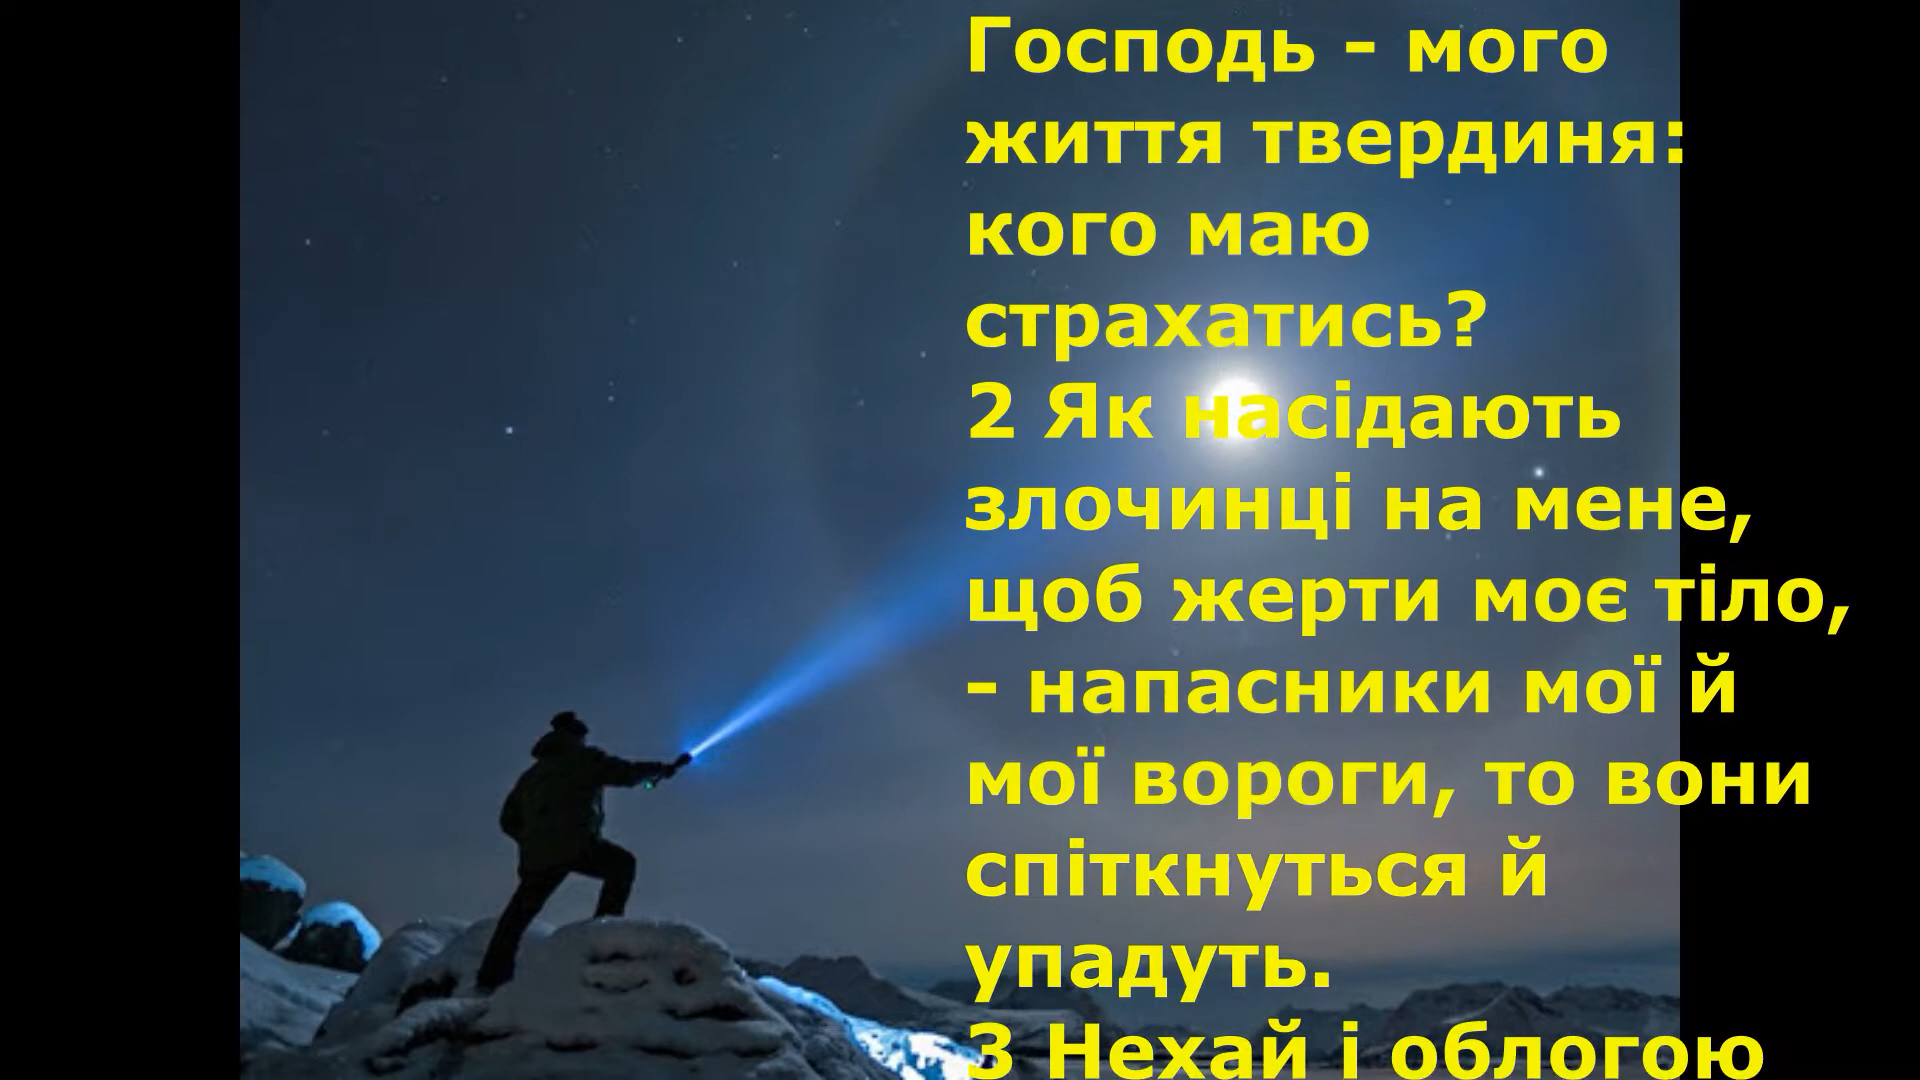 Господь - мого
життя твердиня:
кого маю
страхатись?
2 Як насідають
злочинці на мене,
щоб жерти моє тіло,
- напасники мої й
мої вороги, то вони
спіткнуться й
упадуть.
3 Нехай і облогою